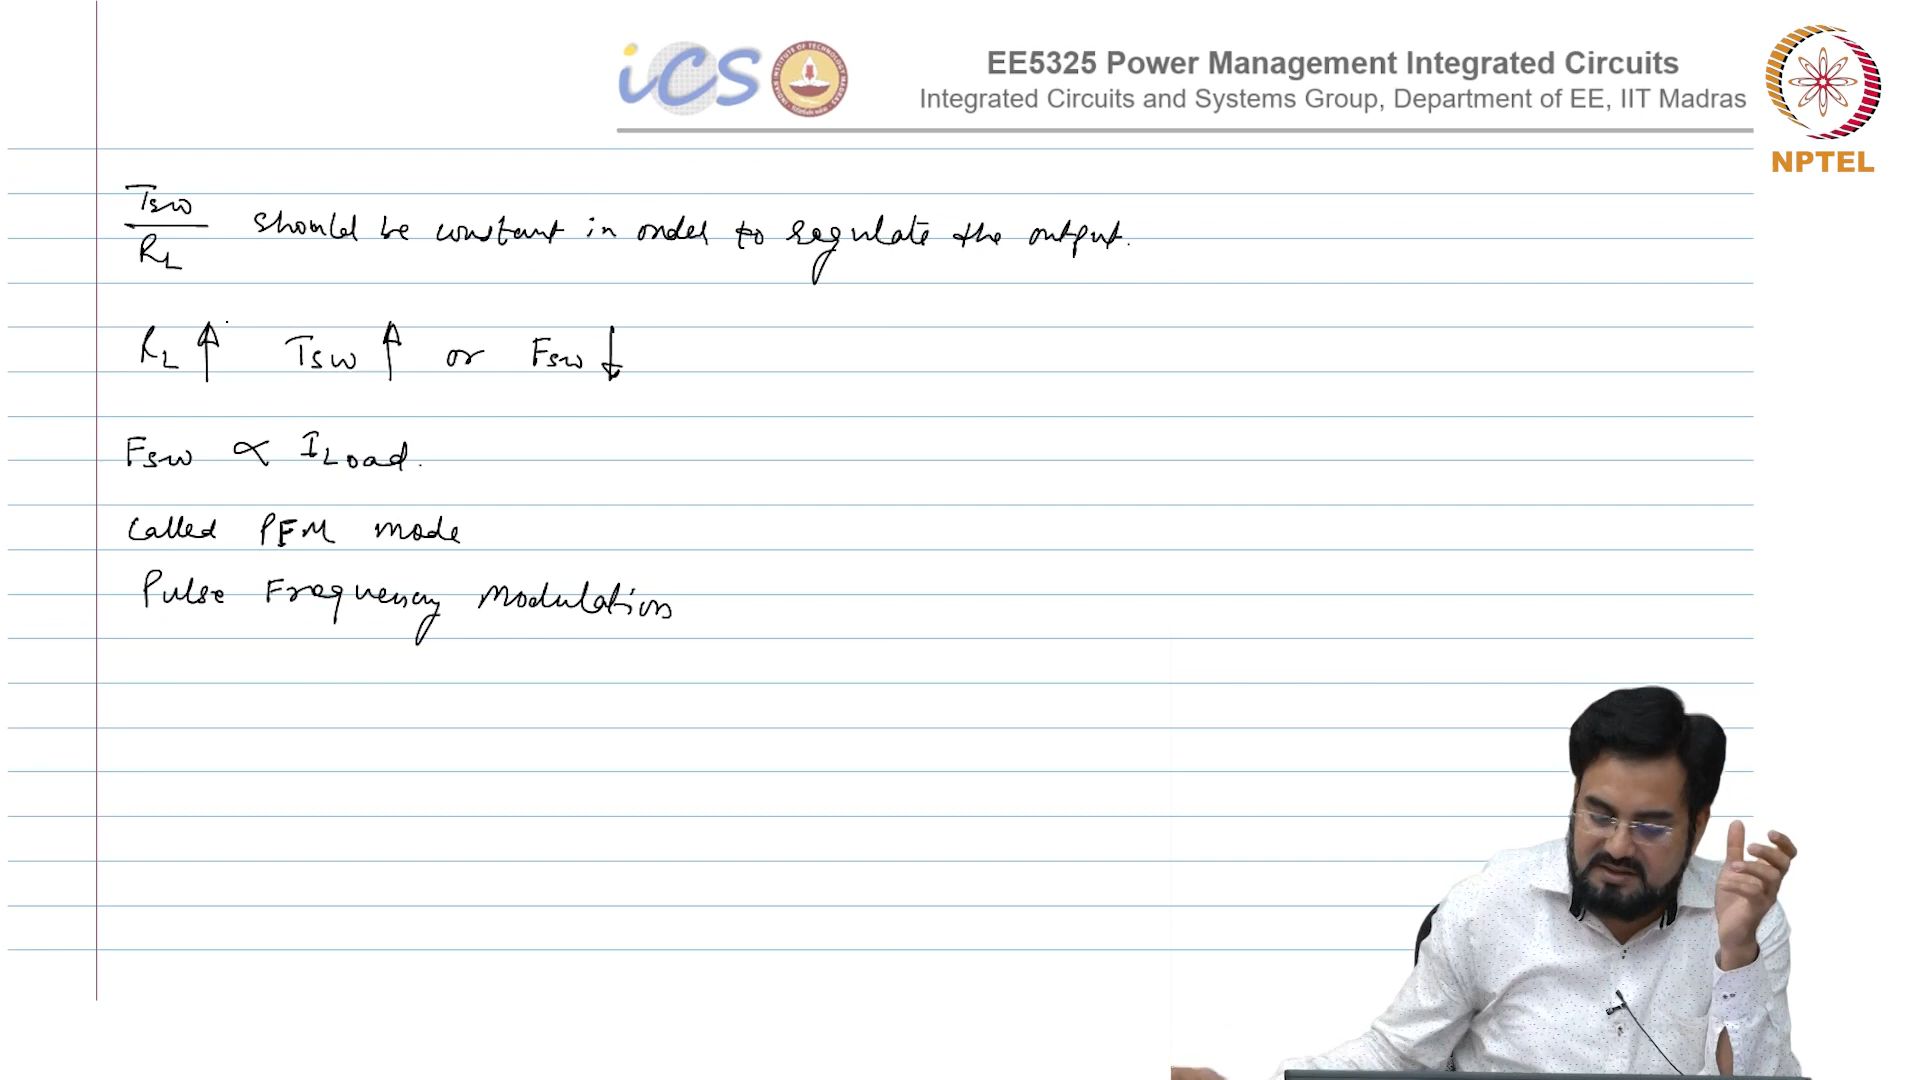 iCS
EE5325 Power Management Integrated Circuits
Integrated Circuits and Systems Group, Department of EE, IIT Madras
NPTEL
Tsw
RL
should be constant in order to regulate the output.
RL ↑ Tsw ↑ or Fsw ↓
Fsw ∝ ILoad.
Called PFM mode
Pulse Frequency Modulation